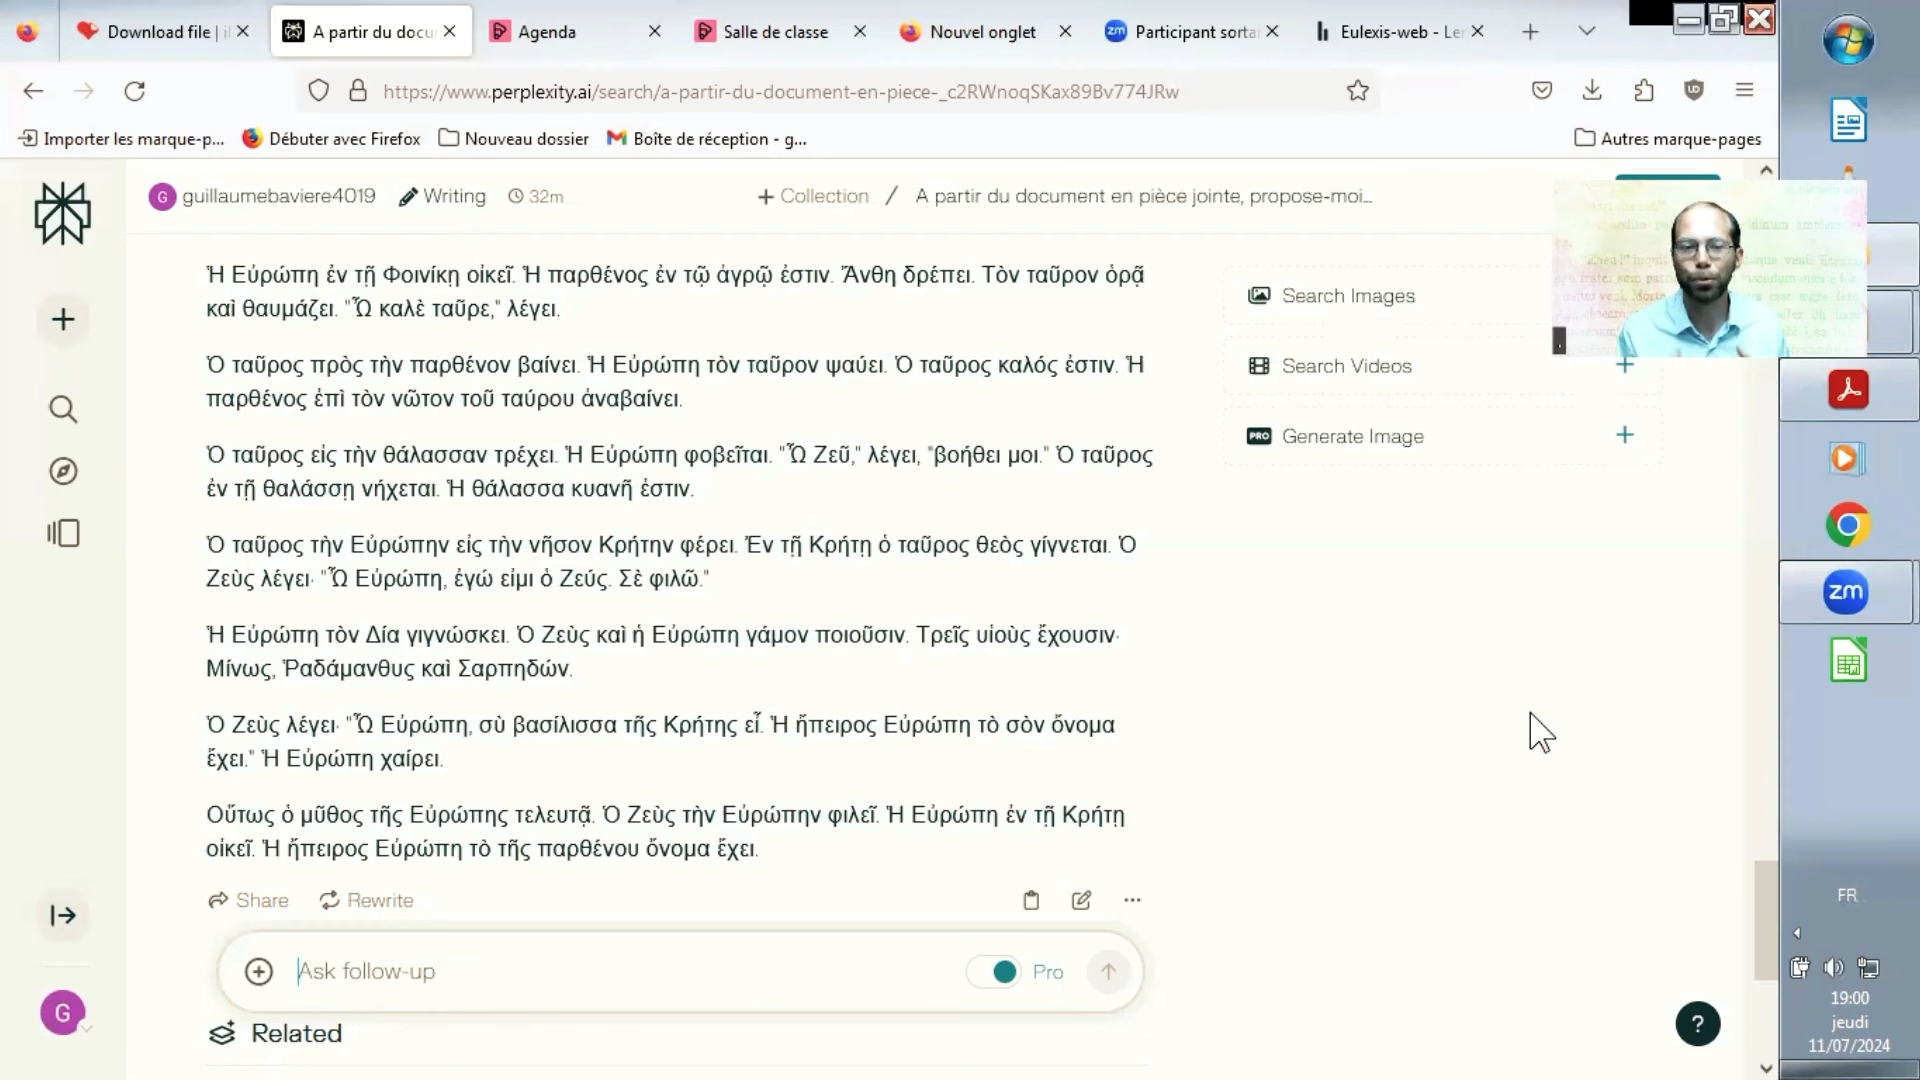 Download file | i
A partir du docu
Agenda
Salle de classe
Nouvel onglet
Participant sorta
Eulexis-web - Le
https://www.perplexity.ai/search/a-partir-du-document-en-piece-_c2RWnoqSKax89Bv774JRw
Importer les marque-p...
Débuter avec Firefox
Nouveau dossier
Boîte de réception - g...
Autres marque-pages
guillaumebaviere4019
Writing
32m
+ Collection / A partir du document en pièce jointe, propose-moi...
Ἡ Εὐρώπη ἐν τῇ Φοινίκῃ οἰκεῖ. Ἡ παρθένος ἐν τῷ ἀγρῷ ἐστιν. Ἄνθη δρέπει. Τὸν ταῦρον ὁρᾷ
καὶ θαυμάζει. "Ὦ καλὲ ταῦρε," λέγει.
Ὁ ταῦρος πρὸς τὴν παρθένον βαίνει. Ἡ Εὐρώπη τὸν ταῦρον ψαύει. Ὁ ταῦρος καλός ἐστιν. Ἡ
παρθένος ἐπὶ τὸν νῶτον τοῦ ταύρου ἀναβαίνει.
Ὁ ταῦρος εἰς τὴν θάλασσαν τρέχει. Ἡ Εὐρώπη φοβεῖται. "Ὦ Ζεῦ," λέγει, "βοήθει μοι." Ὁ ταῦρος
ἐν τῇ θαλάσσῃ νήχεται. Ἡ θάλασσα κυανῆ ἐστιν.
Ὁ ταῦρος τὴν Εὐρώπην εἰς τὴν νῆσον Κρήτην φέρει. Ἐν τῇ Κρήτῃ ὁ ταῦρος θεὸς γίγνεται. Ὁ
Ζεὺς λέγει· "Ὦ Εὐρώπη, ἐγώ εἰμι ὁ Ζεύς. Σὲ φιλῶ."
Ἡ Εὐρώπη τὸν Δία γιγνώσκει. Ὁ Ζεὺς καὶ ἡ Εὐρώπη γάμον ποιοῦσιν. Τρεῖς υἱοὺς ἔχουσιν·
Μίνως, Ῥαδάμανθυς καὶ Σαρπηδών.
Ὁ Ζεὺς λέγει· "Ὦ Εὐρώπη, σὺ βασίλισσα τῆς Κρήτης εἶ. Ἡ ἤπειρος Εὐρώπη τὸ σὸν ὄνομα
ἔχει." Ἡ Εὐρώπη χαίρει.
Οὕτως ὁ μῦθος τῆς Εὐρώπης τελευτᾷ. Ὁ Ζεὺς τὴν Εὐρώπην φιλεῖ. Ἡ Εὐρώπη ἐν τῇ Κρήτῃ
οἰκεῖ. Ἡ ἤπειρος Εὐρώπη τὸ τῆς παρθένου ὄνομα ἔχει.
Share
Rewrite
Ask follow-up
Pro
Related
Search Images
Search Videos
PRO Generate Image
G
G
zm
zm
?
FR
19:00
jeudi
11/07/2024